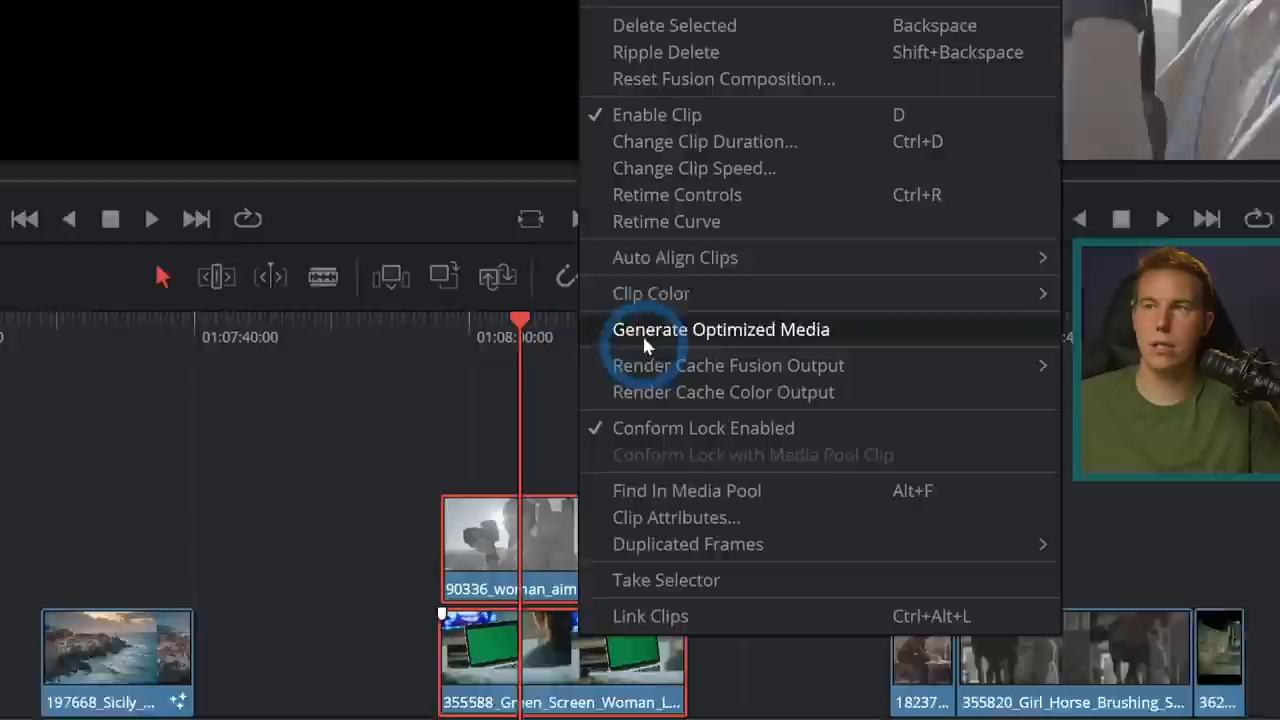 Delete Selected Backspace
Ripple Delete Shift+Backspace
Reset Fusion Composition...
Enable Clip D
Change Clip Duration... Ctrl+D
Change Clip Speed...
Retime Controls Ctrl+R
Retime Curve
Auto Align Clips
Clip Color
Generate Optimized Media
Render Cache Fusion Output
Render Cache Color Output
Conform Lock Enabled
Conform Lock with Media Pool Clip
Find In Media Pool Alt+F
Clip Attributes...
Duplicated Frames
Take Selector
Link Clips Ctrl+Alt+L
01:07:40:00
01:08:00:00
90336_woman_aim
197668_Sicily_...
355588_Green_Screen_Woman_L...
18237...
355820_Girl_Horse_Brushing_S...
362...